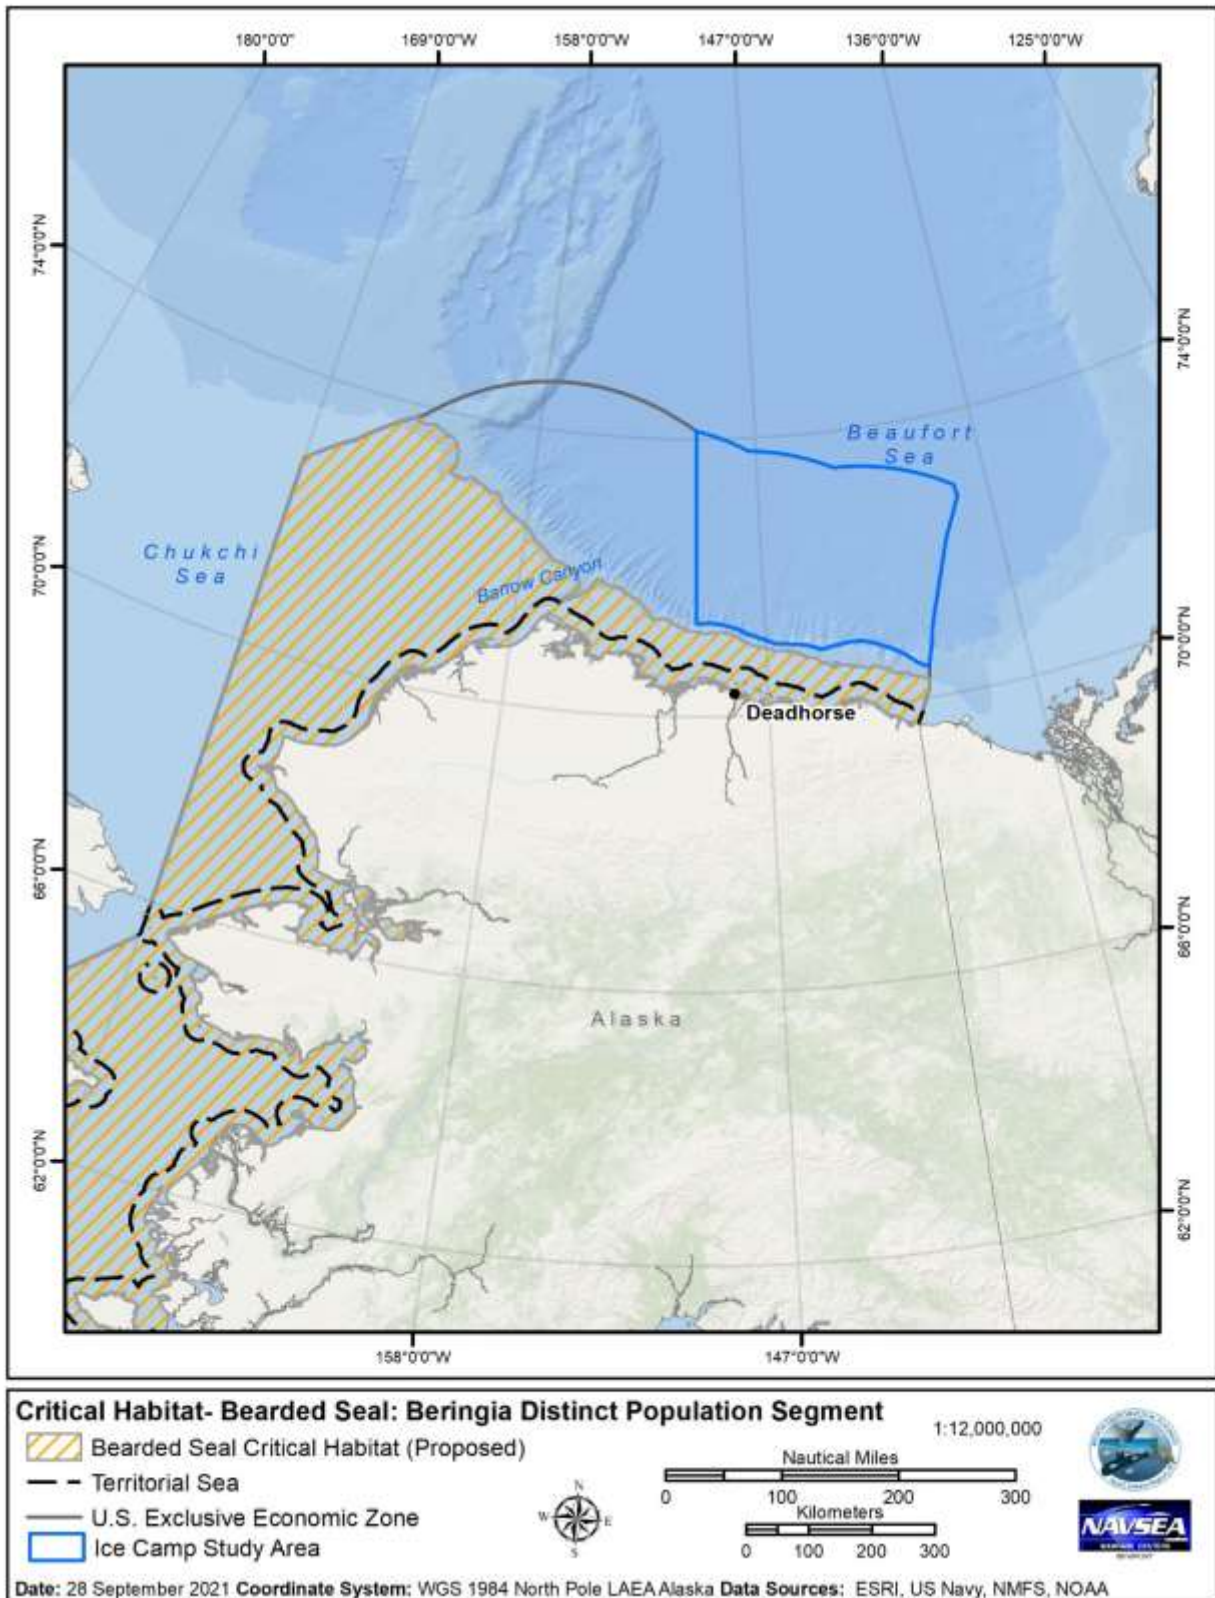 180°0'0" 169°0'0"W 158°0'0"W 147°0'0"W 136°0'0"W 125°0'0"W
74°0'0"N
74°0'0"N
Beaufort
Sea
Chukchi
Sea
Barrow Canyon
70°0'0"N
70°0'0"N
Deadhorse
66°0'0"N
66°0'0"N
Alaska
62°0'0"N
62°0'0"N
158°0'0"W 147°0'0"W
Critical Habitat- Bearded Seal: Beringia Distinct Population Segment
1:12,000,000
Bearded Seal Critical Habitat (Proposed)
Territorial Sea
U.S. Exclusive Economic Zone
Ice Camp Study Area
N
W E
S
Nautical Miles
0 100 200 300
Kilometers
0 100 200 300
NAVSEA
WARFARE CENTERS
Date: 28 September 2021 Coordinate System: WGS 1984 North Pole LAEA Alaska Data Sources: ESRI, US Navy, NMFS, NOAA